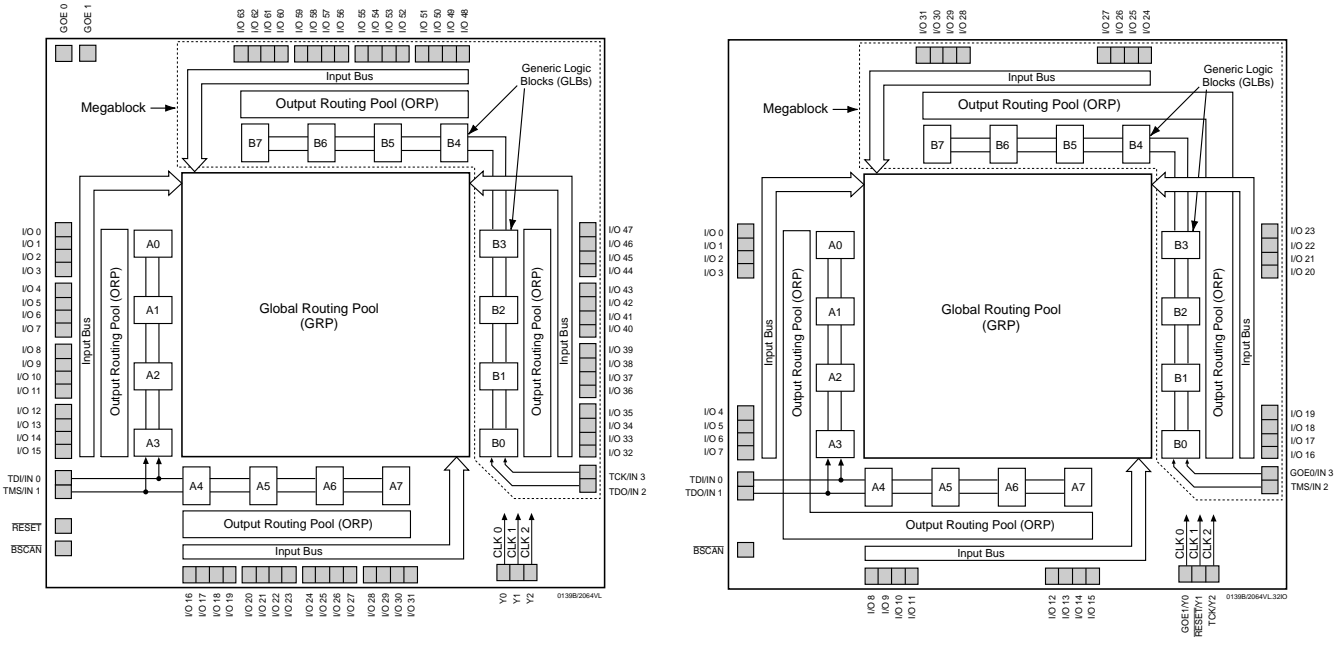 GOE 0
GOE 1
I/O 63
I/O 62
I/O 61
I/O 60
I/O 59
I/O 58
I/O 57
I/O 56
I/O 55
I/O 54
I/O 53
I/O 52
I/O 51
I/O 50
I/O 49
I/O 48
Input Bus
Output Routing Pool (ORP)
Generic Logic
Blocks (GLBs)
Megablock
B7
B6
B5
B4
I/O 0
I/O 1
I/O 2
I/O 3
I/O 4
I/O 5
I/O 6
I/O 7
I/O 8
I/O 9
I/O 10
I/O 11
I/O 12
I/O 13
I/O 14
I/O 15
Input Bus
Output Routing Pool (ORP)
A0
A1
A2
A3
Global Routing Pool
(GRP)
B3
B2
B1
B0
Output Routing Pool (ORP)
Input Bus
I/O 47
I/O 46
I/O 45
I/O 44
I/O 43
I/O 42
I/O 41
I/O 40
I/O 39
I/O 38
I/O 37
I/O 36
I/O 35
I/O 34
I/O 33
I/O 32
TDI/IN 0
TMS/IN 1
TCK/IN 3
TDO/IN 2
A4
A5
A6
A7
Output Routing Pool (ORP)
Input Bus
RESET
BSCAN
CLK 0
CLK 1
CLK 2
I/O 16
I/O 17
I/O 18
I/O 19
I/O 20
I/O 21
I/O 22
I/O 23
I/O 24
I/O 25
I/O 26
I/O 27
I/O 28
I/O 29
I/O 30
I/O 31
Y0
Y1
Y2
0139B/2064VL
I/O 31
I/O 30
I/O 29
I/O 28
I/O 27
I/O 26
I/O 25
I/O 24
Input Bus
Output Routing Pool (ORP)
Generic Logic
Blocks (GLBs)
Megablock
B7
B6
B5
B4
I/O 0
I/O 1
I/O 2
I/O 3
I/O 4
I/O 5
I/O 6
I/O 7
Input Bus
Output Routing Pool (ORP)
A0
A1
A2
A3
Global Routing Pool
(GRP)
B3
B2
B1
B0
Output Routing Pool (ORP)
Input Bus
I/O 23
I/O 22
I/O 21
I/O 20
I/O 19
I/O 18
I/O 17
I/O 16
TDI/IN 0
TDO/IN 1
GOE0/IN 3
TMS/IN 2
A4
A5
A6
A7
Output Routing Pool (ORP)
Input Bus
BSCAN
CLK 0
CLK 1
CLK 2
I/O 8
I/O 9
I/O 10
I/O 11
I/O 12
I/O 13
I/O 14
I/O 15
GOE1/Y0
RESET/Y1
TCK/Y2
0139B/2064VL.32IO